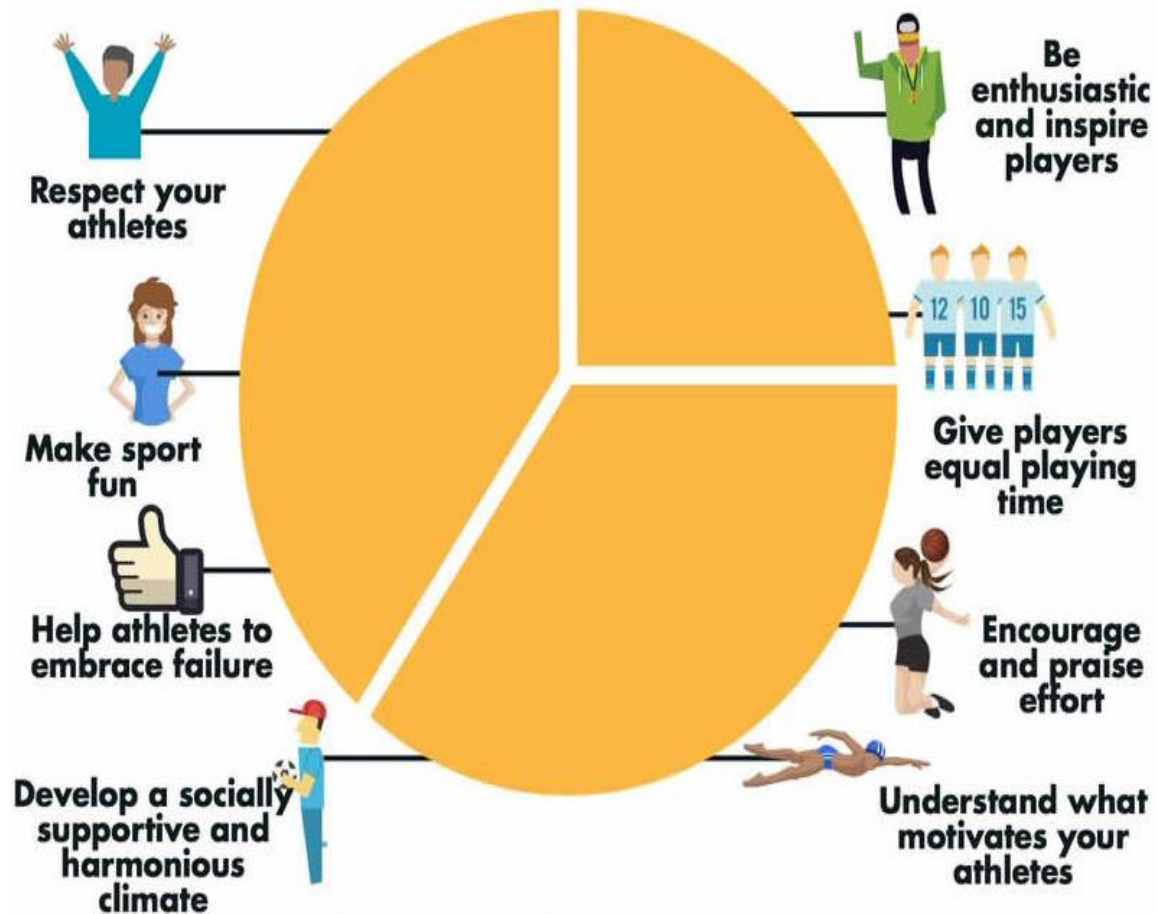 Respect your
athletes
Make sport
fun
Help athletes to
embrace failure
Develop a socially
supportive and
harmonious
climate
Be
enthusiastic
and inspire
players
12 10 15
Give players
equal playing
time
Encourage
and praise
effort
Understand what
motivates your
athletes